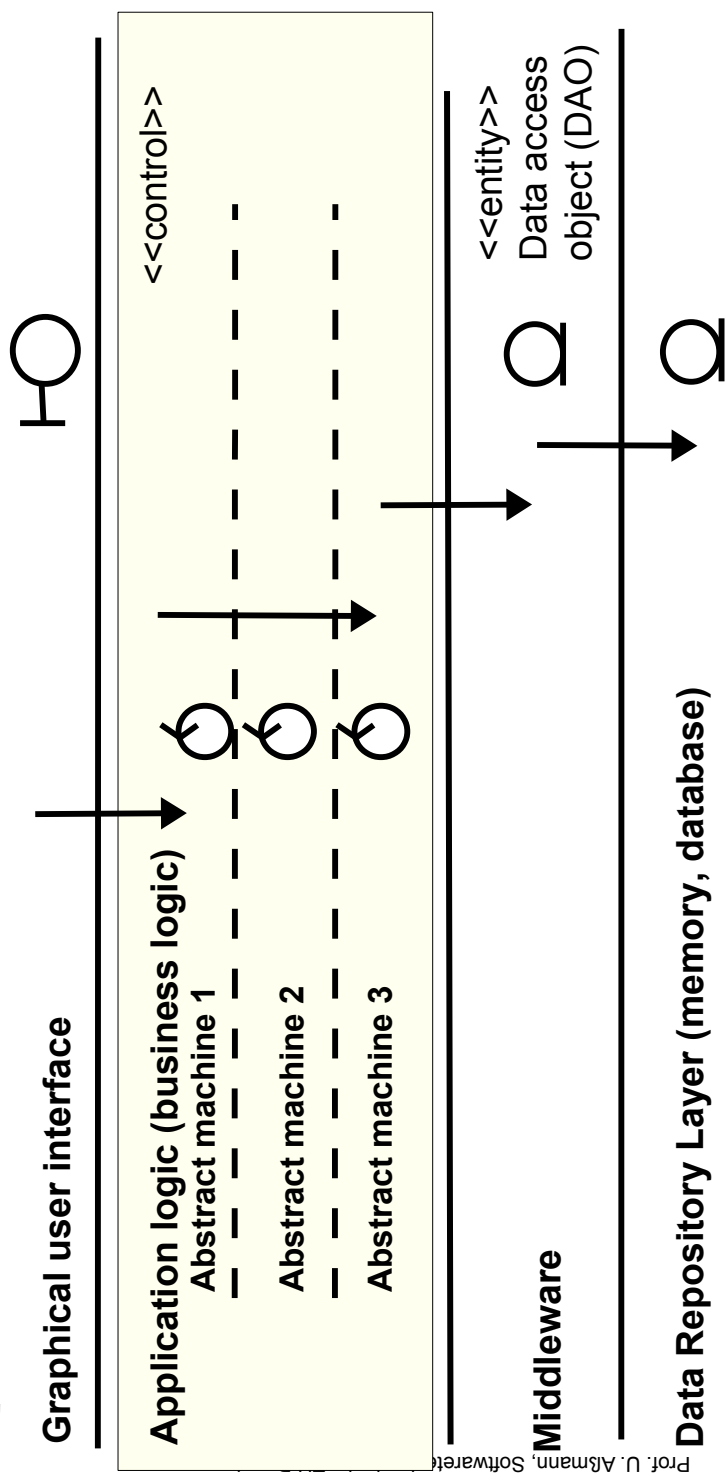 Graphical user interface
Application logic (business logic)
<<control>>
Abstract machine 1
Abstract machine 2
Abstract machine 3
Middleware
<<entity>>
Data access
object (DAO)
Data Repository Layer (memory, database)
Prof. U. Aßmann,